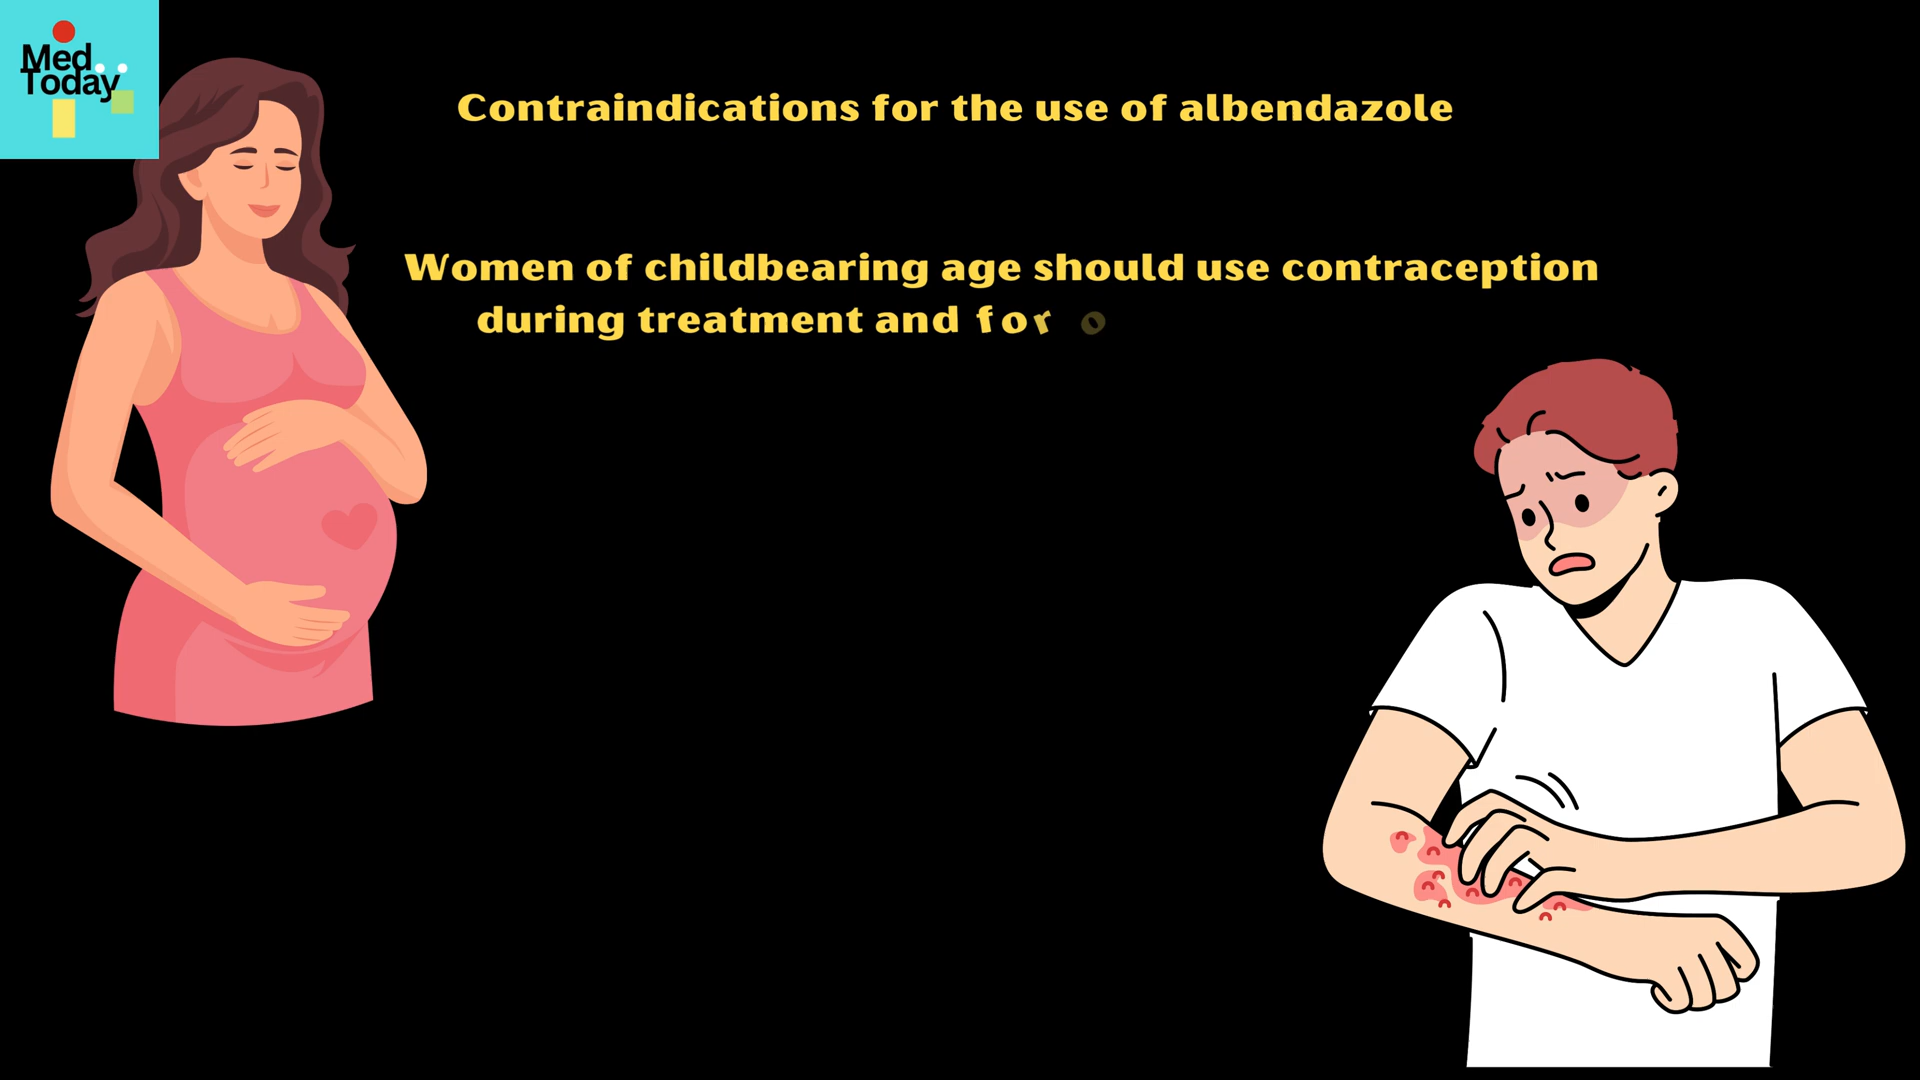 Med
Today
Contraindications for the use of albendazole
Women of childbearing age should use contraception
during treatment and for o